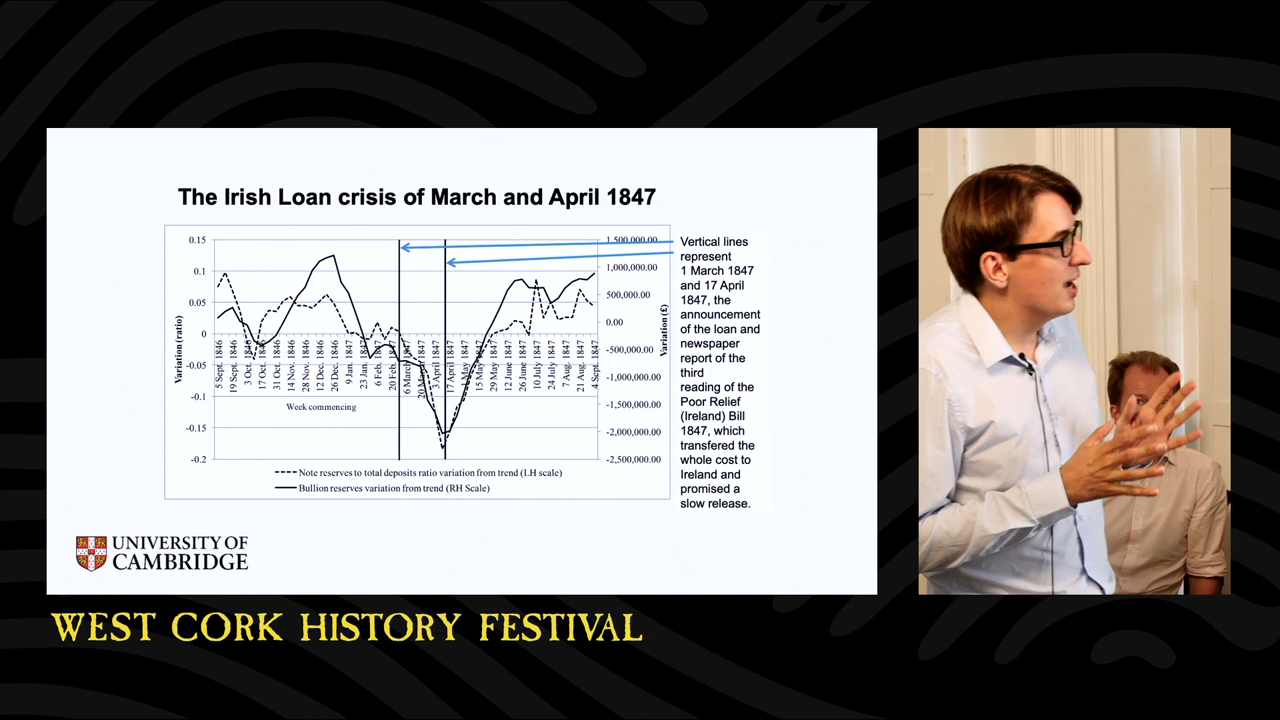 The Irish Loan crisis of March and April 1847
0.15
0.1
0.05
0
-0.05
-0.1
-0.15
-0.2
Variation (ratio)
5 Sept. 1846
19 Sept. 1846
3 Oct. 1846
17 Oct. 1846
31 Oct. 1846
14 Nov. 1846
28 Nov. 1846
12 Dec. 1846
26 Dec. 1846
9 Jan. 1847
23 Jan. 1847
6 Feb. 1847
20 Feb. 1847
6 March 1847
3 April 1847
17 April 1847
15 May 1847
29 May 1847
12 June 1847
26 June 1847
10 July 1847
24 July 1847
7 Aug. 1847
21 Aug. 1847
4 Sept. 1847
Week commencing
1,500,000.00
1,000,000.00
500,000.00
0.00
-500,000.00
-1,000,000.00
-1,500,000.00
-2,000,000.00
-2,500,000.00
Variation (£)
Note reserves to total deposits ratio variation from trend (LH scale)
Bullion reserves variation from trend (RH Scale)
Vertical lines
represent
1 March 1847
and 17 April
1847, the
announcement
of the loan and
newspaper
report of the
third
reading of the
Poor Relief
(Ireland) Bill
1847, which
transfered the
whole cost to
Ireland and
promised a
slow release.
UNIVERSITY OF
CAMBRIDGE
WEST CORK HISTORY FESTIVAL